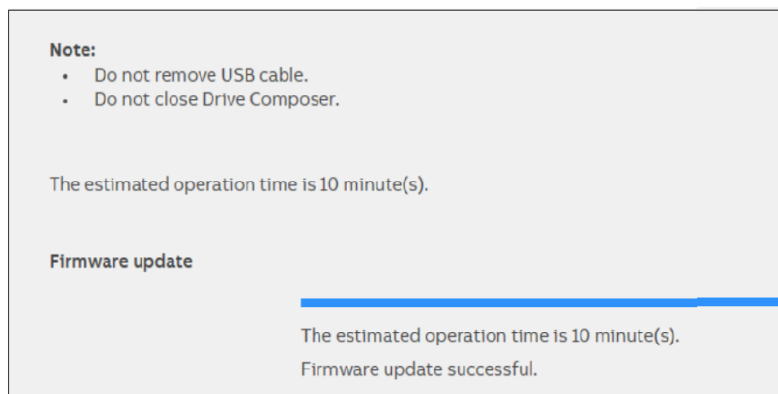 Note:
• Do not remove USB cable.
• Do not close Drive Composer.
The estimated operation time is 10 minute(s).
Firmware update
The estimated operation time is 10 minute(s).
Firmware update successful.